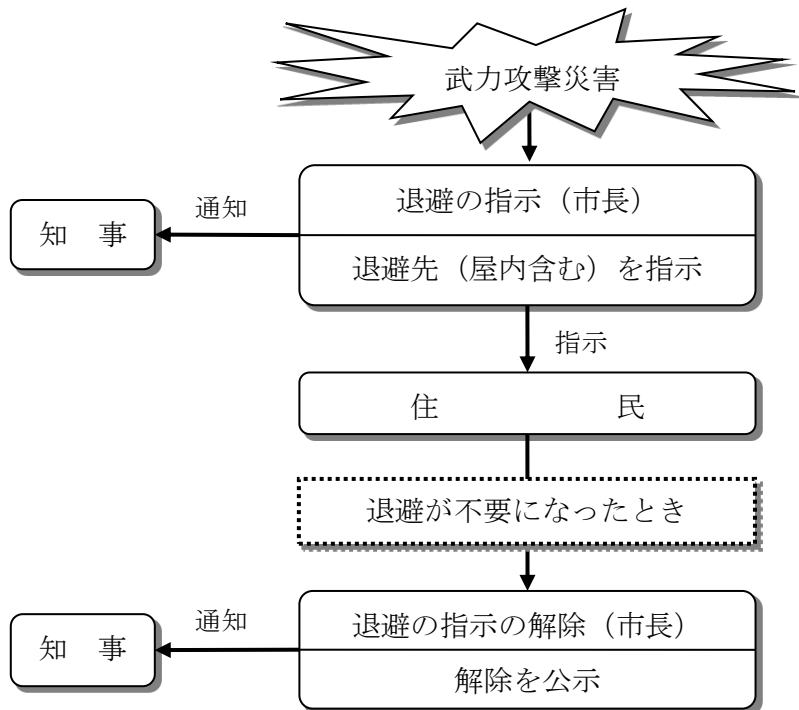 武力攻撃災害
退避の指示（市長）
通知
知　事
退避先（屋内含む）を指示
指示
住　　　　　民
退避が不要になったとき
退避の指示の解除（市長）
通知
知　事
解除を公示